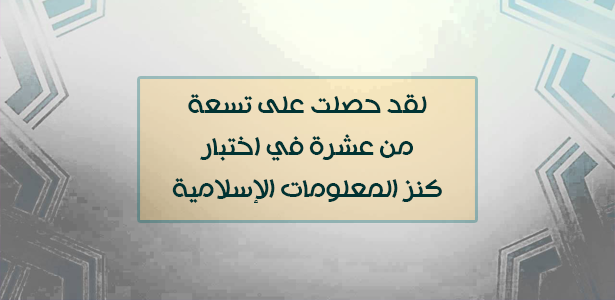 لقد حصلت على تسعة
من عشرة في اختبار
كنز المعلومات الإسلامية